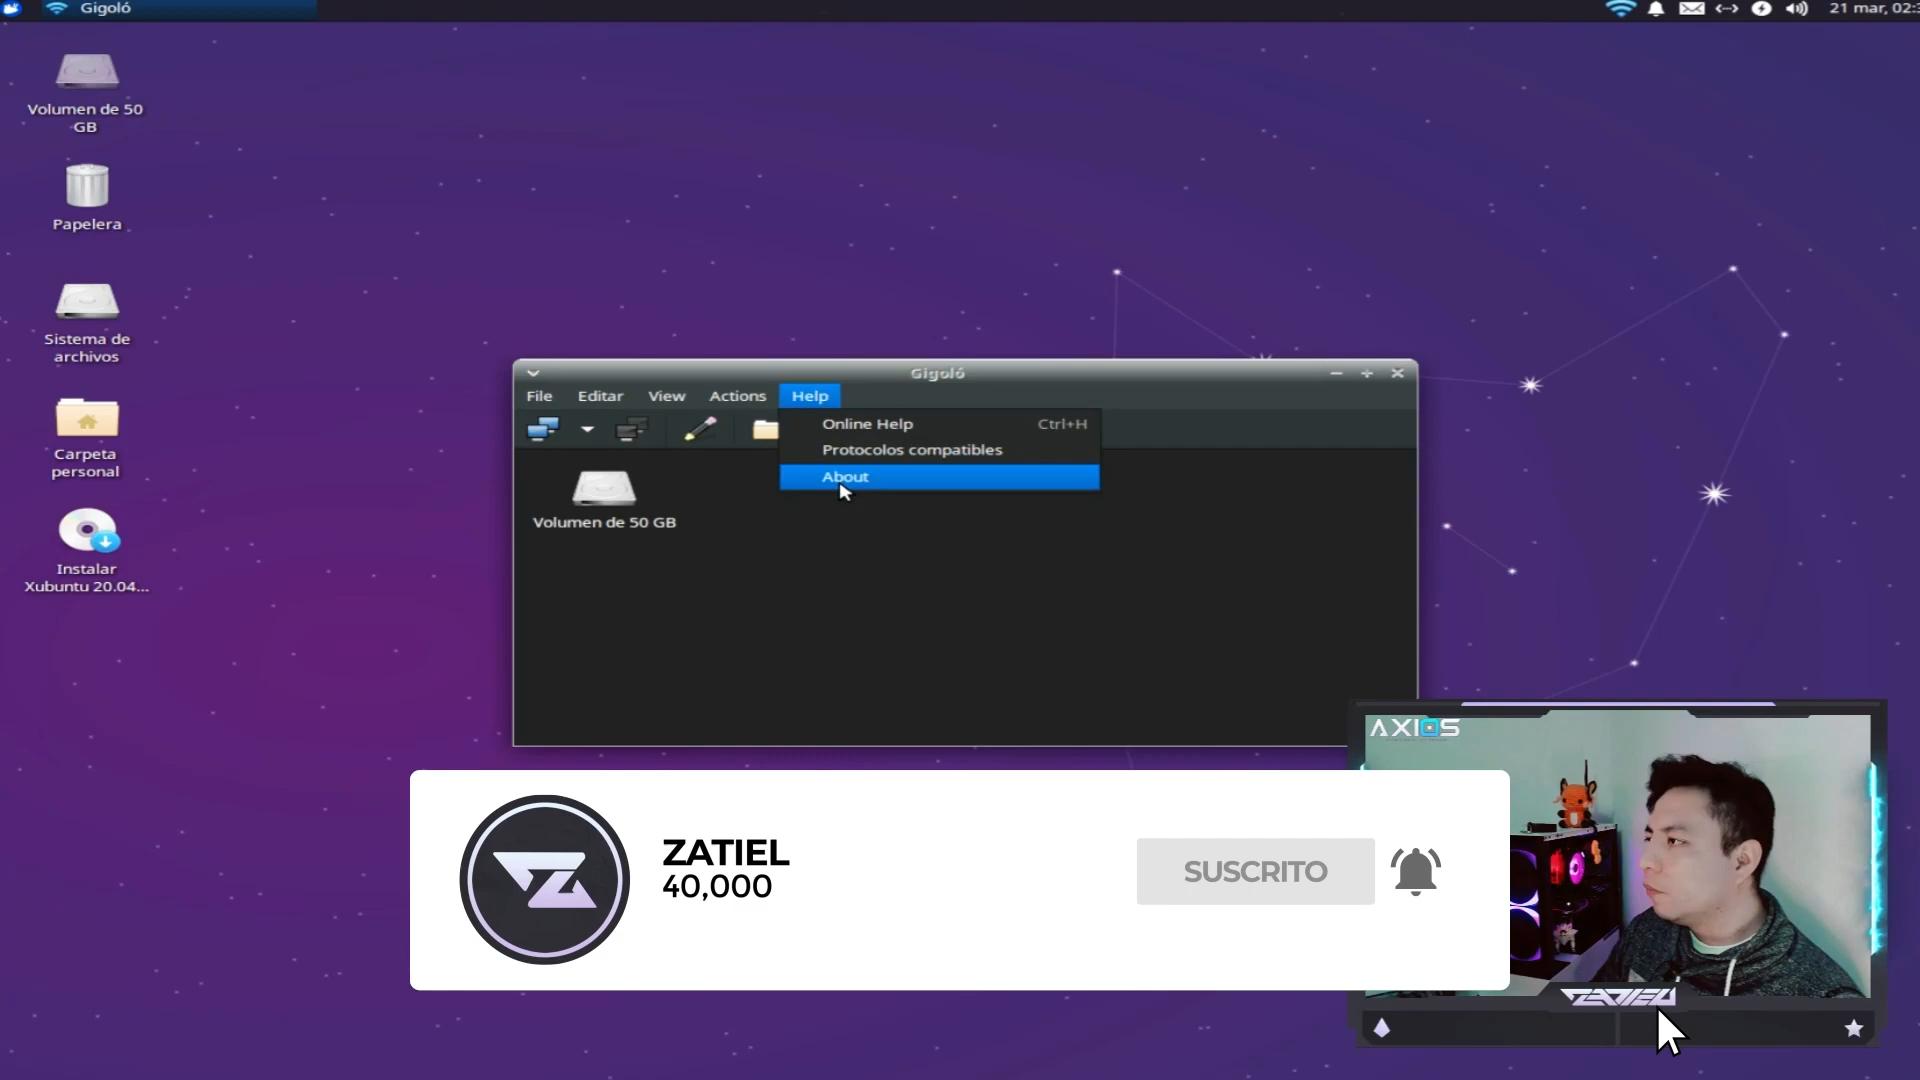 Gigoló
21 mar, 02:3
Volumen de 50
GB
Papelera
Sistema de
archivos
Carpeta
personal
Instalar
Xubuntu 20.04...
Gigoló
File Editar View Actions Help
Online Help Ctrl+H
Protocolos compatibles
About
Volumen de 50 GB
AXIOS
ZATIEL
40,000
SUSCRITO
ZATIEL